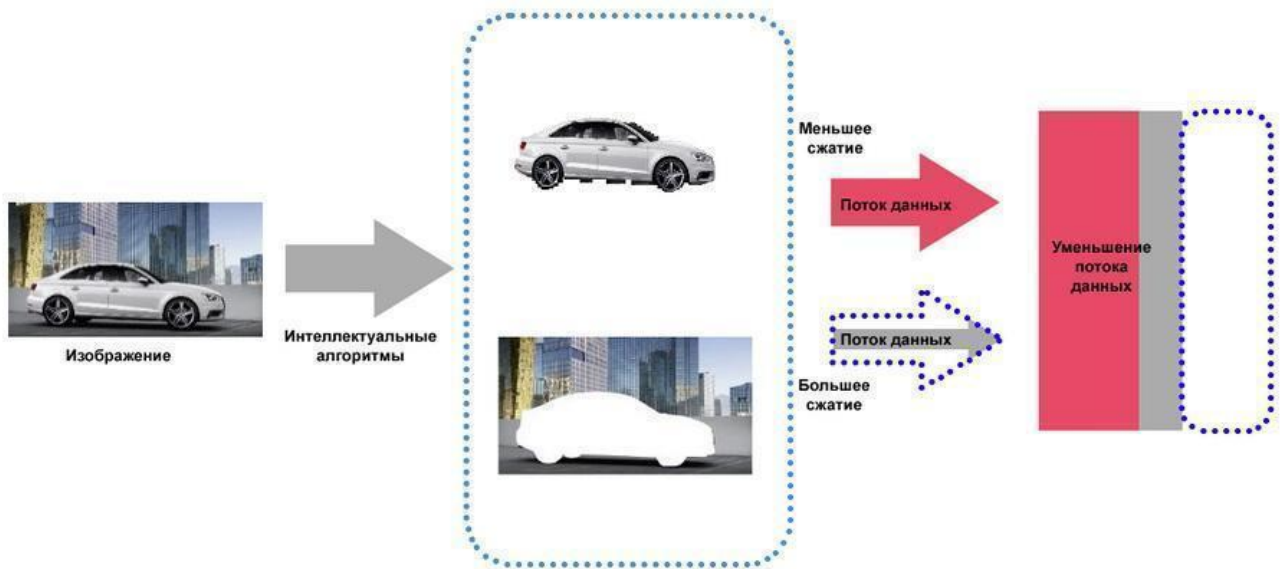 Изображение
Интеллектуальные
алгоритмы
Меньшее
сжатие
Поток данных
Поток данных
Большее
сжатие
Уменьшение
потока
данных